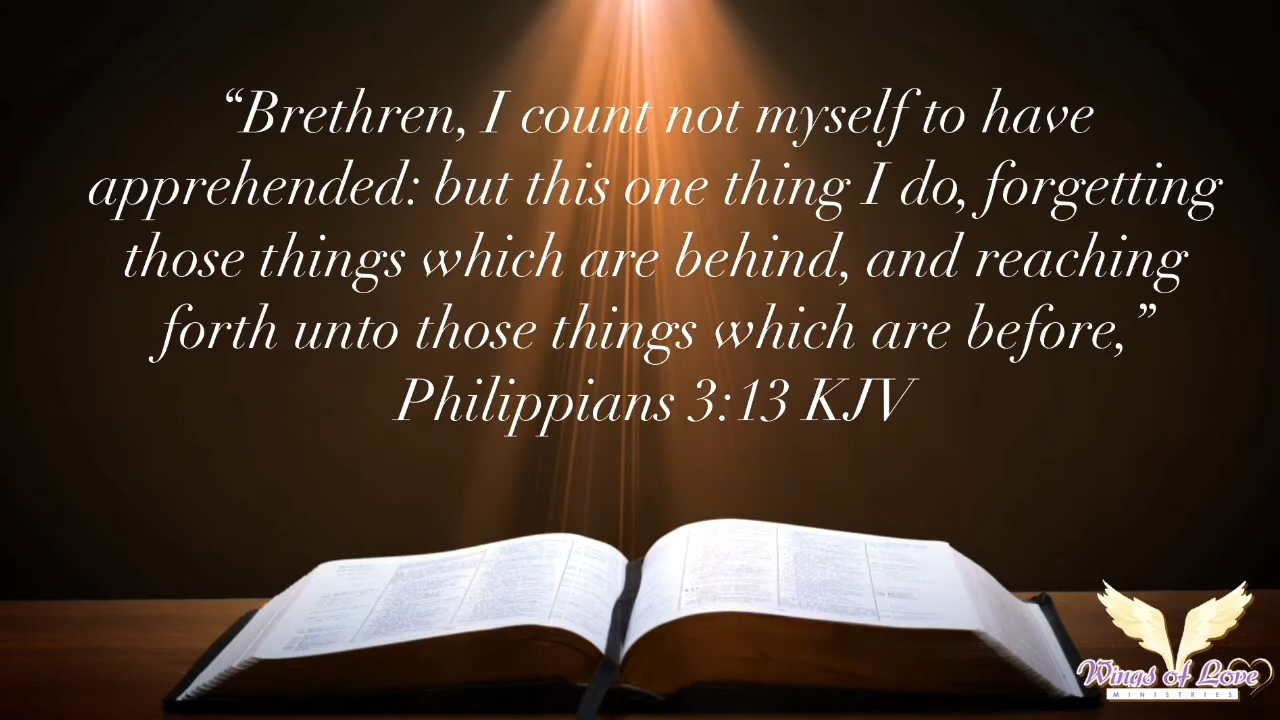 “Brethren, I count not myself to have
apprehended: but this one thing I do, forgetting
those things which are behind, and reaching
forth unto those things which are before,”
Philippians 3:13 KJV
Wings of Love
MINISTRIES